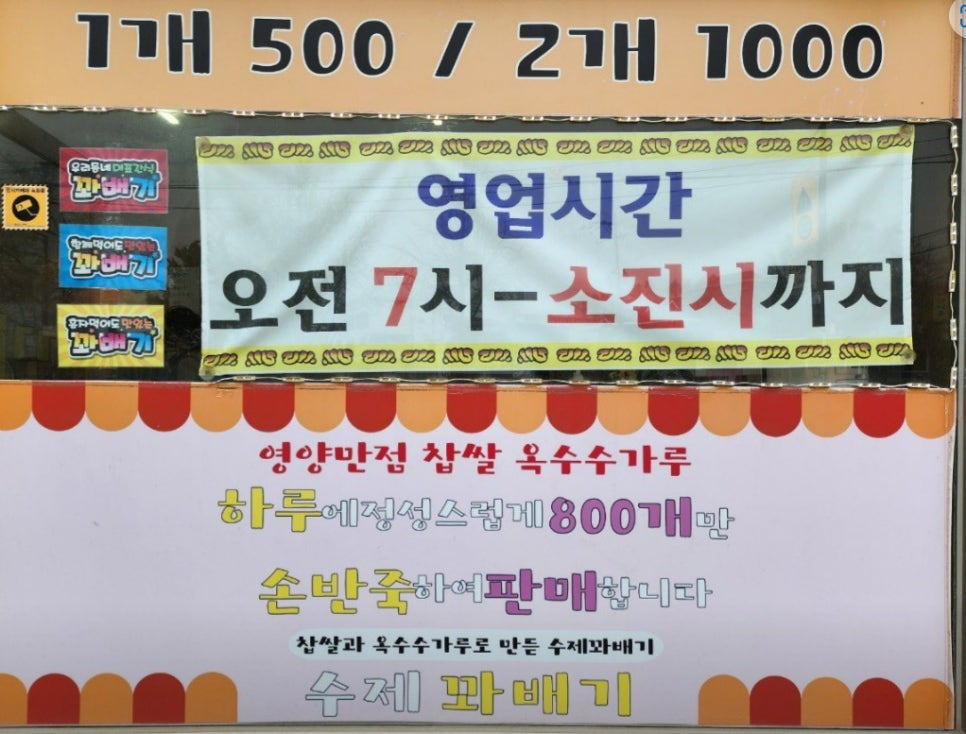 1개 500 / 2개 1000
우리동네 대표간식
꽈배기
함께먹어도 맛있는
꽈배기
혼자먹어도 맛있는
꽈배기
영업시간
오전 7시-소진시까지
영양만점 찹쌀 옥수수가루
하루에정성스럽게800개만
손반죽하여판매합니다
찹쌀과 옥수수가루로 만든 수제꽈배기
수제 꽈배기